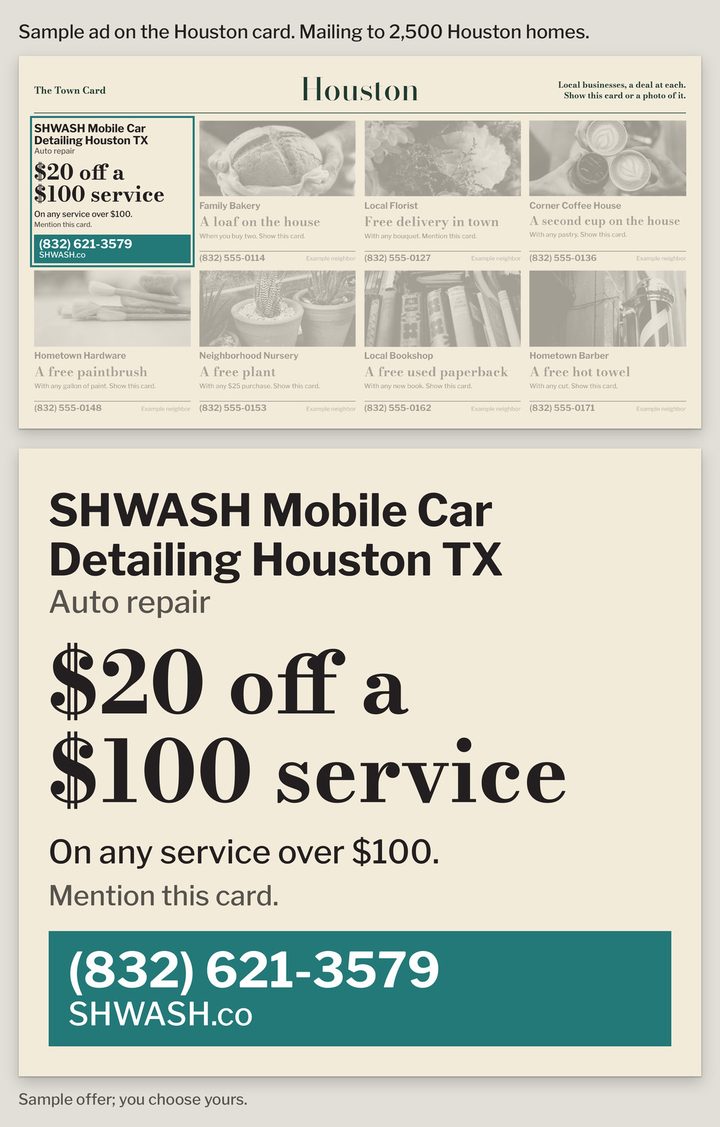 Sample ad on the Houston card. Mailing to 2,500 Houston homes.
The Town Card
Houston
Local businesses, a deal at each.
Show this card or a photo of it.
SHWASH Mobile Car
Detailing Houston TX
Auto repair
$20 off a
$100 service
On any service over $100.
Mention this card.
(832) 621-3579
SHWASH.co
Family Bakery
A loaf on the house
When you buy two. Show this card.
(832) 555-0114
Example neighbor
Local Florist
Free delivery in town
With any bouquet. Mention this card.
(832) 555-0127
Example neighbor
Corner Coffee House
A second cup on the house
With any pastry. Show this card.
(832) 555-0136
Example neighbor
Hometown Hardware
A free paintbrush
With any gallon of paint. Show this card.
(832) 555-0148
Example neighbor
Neighborhood Nursery
A free plant
With any $25 purchase. Show this card.
(832) 555-0153
Example neighbor
Local Bookshop
A free used paperback
With any new book. Show this card.
(832) 555-0162
Example neighbor
Hometown Barber
A free hot towel
With any cut. Show this card.
(832) 555-0171
Example neighbor
SHWASH Mobile Car
Detailing Houston TX
Auto repair
$20 off a
$100 service
On any service over $100.
Mention this card.
(832) 621-3579
SHWASH.co
Sample offer; you choose yours.